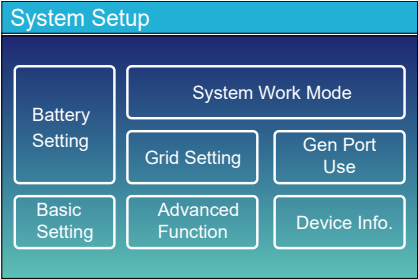 System Setup
Battery
Setting
System Work Mode
Grid Setting
Gen Port
Use
Basic
Setting
Advanced
Function
Device Info.